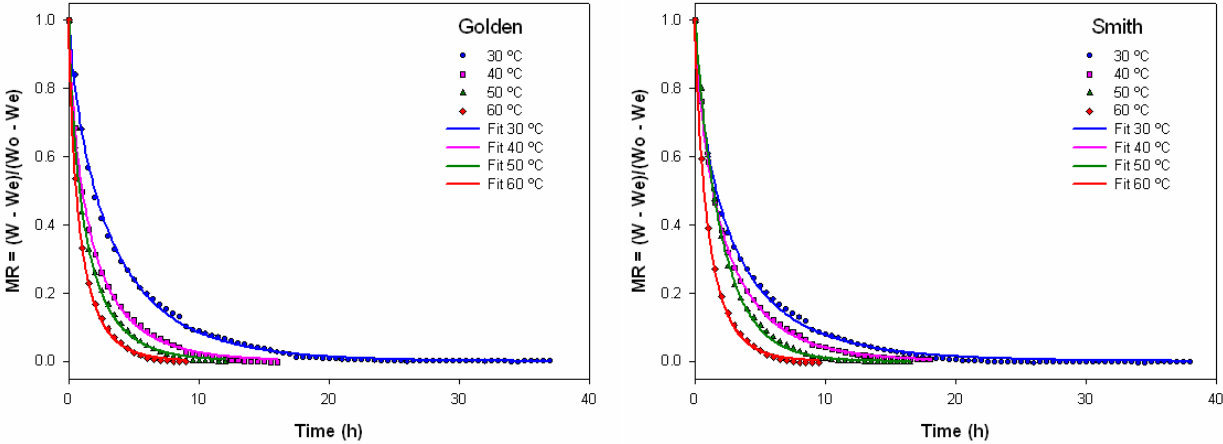 Golden
30 ºC
40 ºC
50 ºC
60 ºC
Fit 30 ºC
Fit 40 ºC
Fit 50 ºC
Fit 60 ºC
MR = (W - We)/(Wo - We)
1.0
0.8
0.6
0.4
0.2
0.0
0 10 20 30 40
Time (h)
Smith
30 ºC
40 ºC
50 ºC
60 ºC
Fit 30 ºC
Fit 40 ºC
Fit 50 ºC
Fit 60 ºC
MR = (W - We)/(Wo - We)
1.0
0.8
0.6
0.4
0.2
0.0
0 10 20 30 40
Time (h)